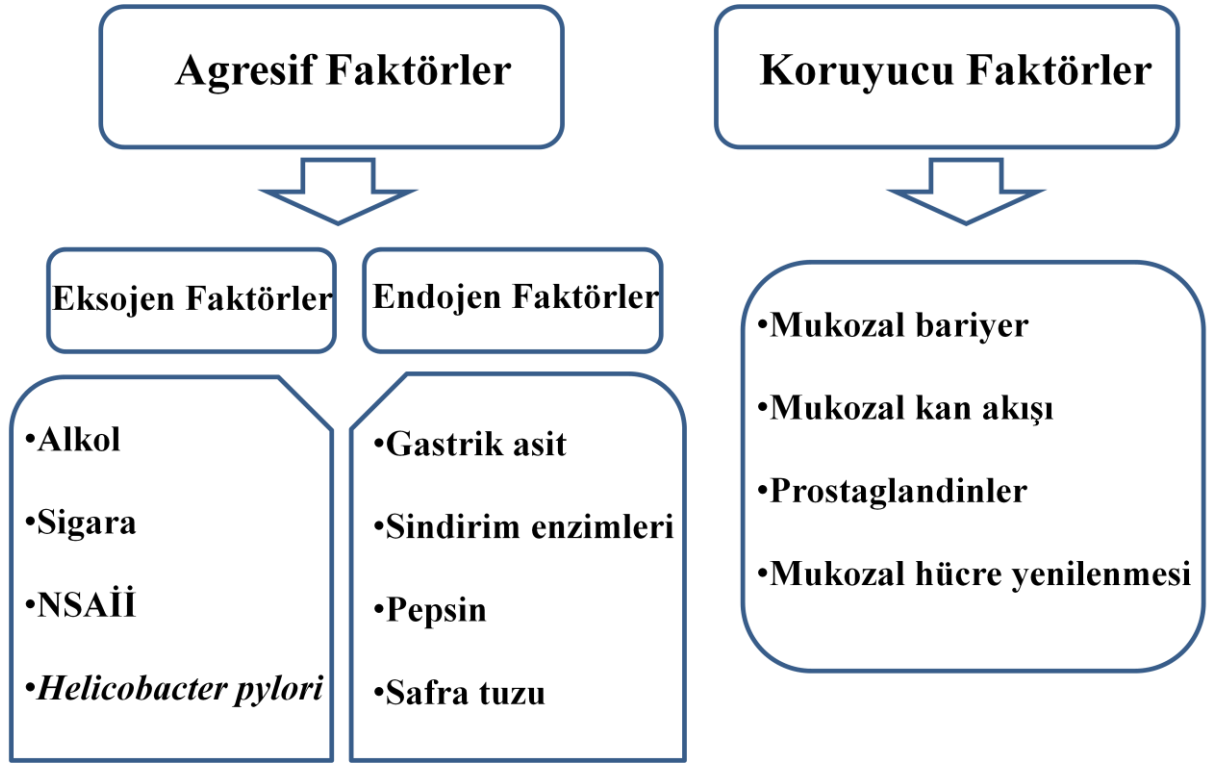 Agresif Faktörler
Koruyucu Faktörler
Eksojen Faktörler
Endojen Faktörler
•Alkol
•Sigara
•NSAİİ
•Helicobacter pylori
•Gastrik asit
•Sindirim enzimleri
•Pepsin
•Safra tuzu
•Mukozal bariyer
•Mukozal kan akışı
•Prostaglandinler
•Mukozal hücre yenilenmesi